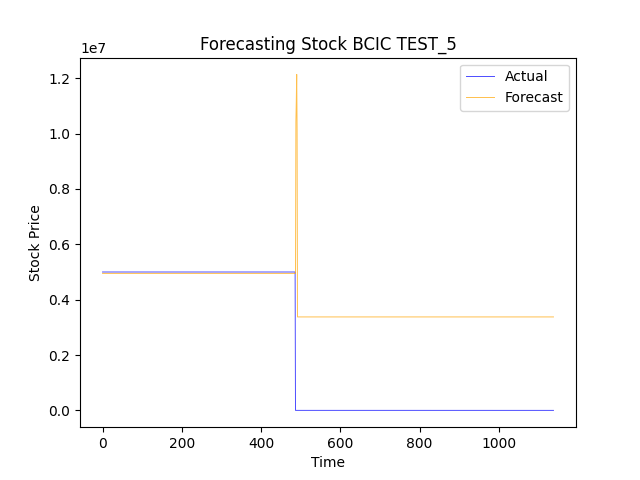 Forecasting Stock BCIC TEST_5
1e7
Actual
Forecast
1.2
1.0
0.8
0.6
0.4
0.2
0.0
Stock Price
0 200 400 600 800 1000
Time